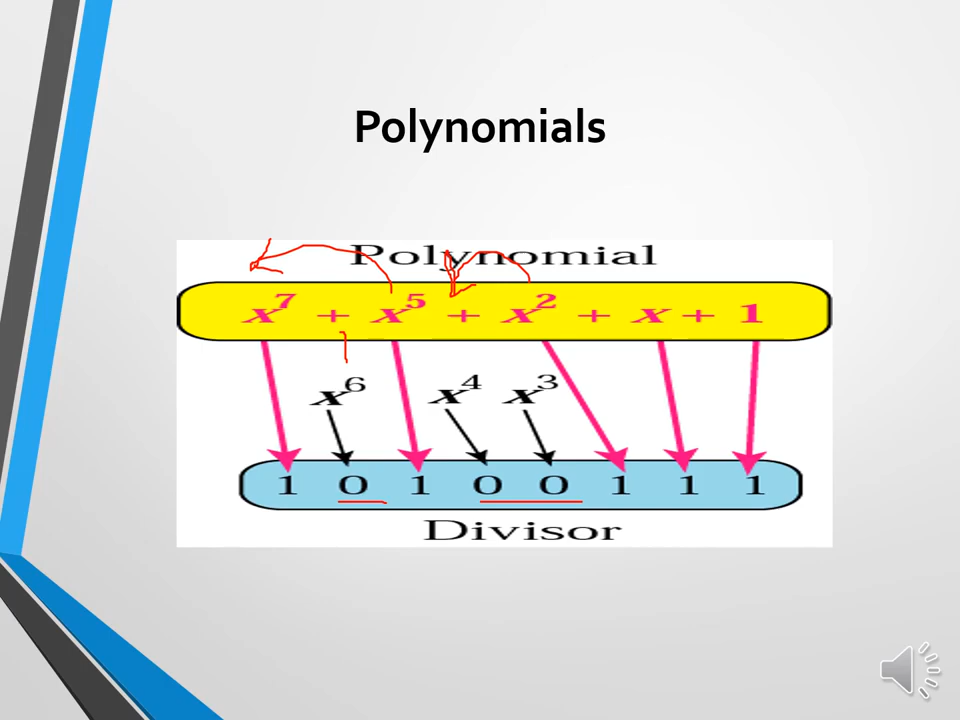 Polynomials
Polynomial
x⁷ + x⁵ + x² + x + 1
x⁶ x⁴ x³
1 0 1 0 0 1 1 1
Divisor